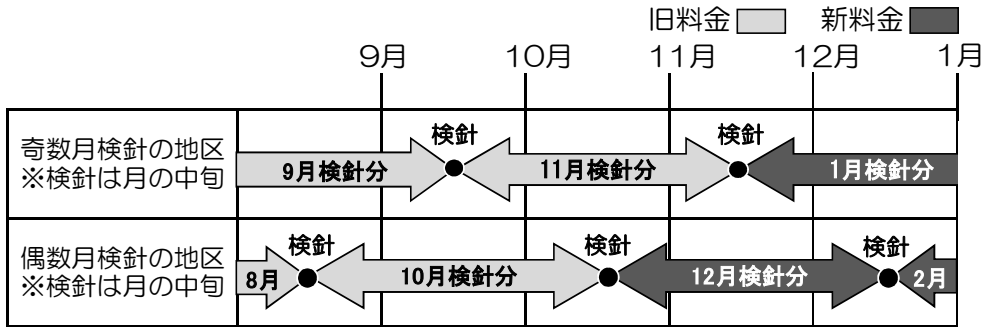 旧料金 新料金
9月 10月 11月 12月 1月
奇数月検針の地区
※検針は月の中旬
検針 検針
9月検針分 11月検針分 1月検針分
偶数月検針の地区
※検針は月の中旬
検針 検針 検針
8月 10月検針分 12月検針分 2月